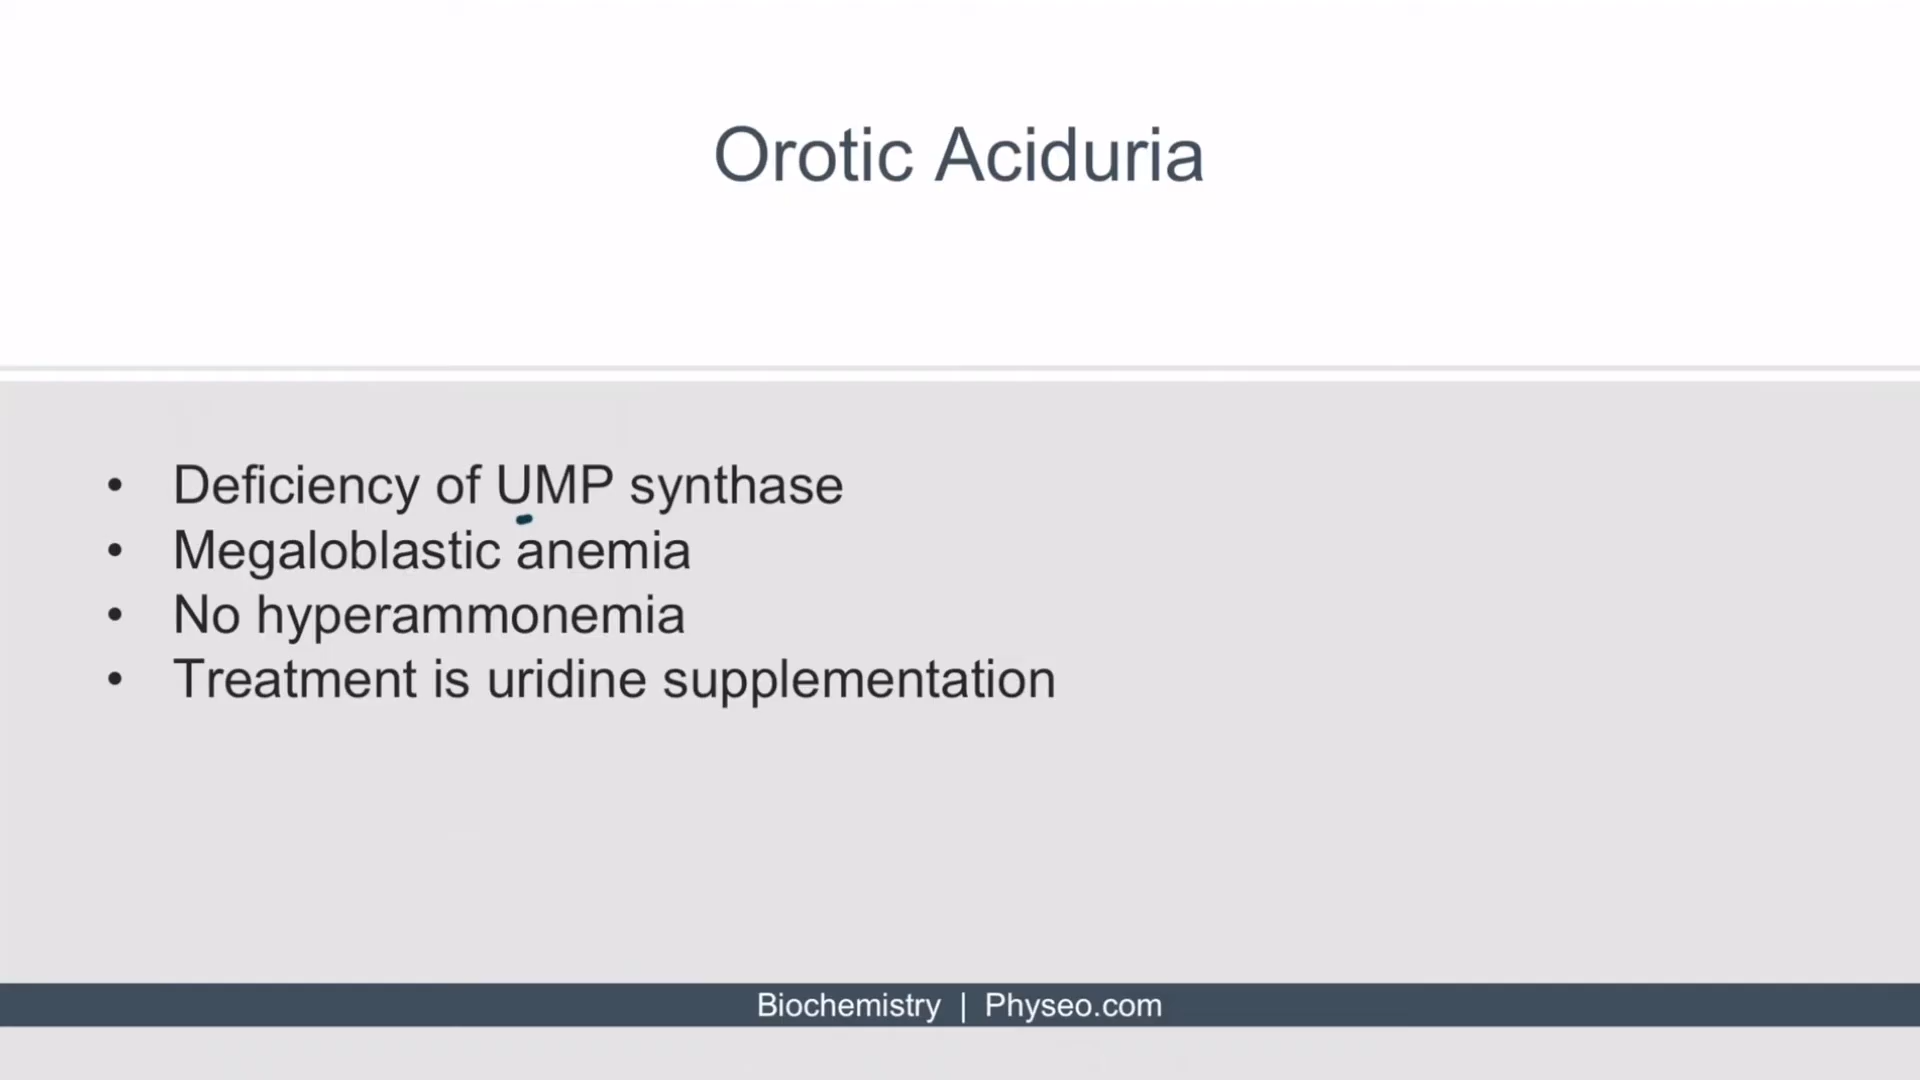 Orotic Aciduria
• Deficiency of UMP synthase
• Megaloblastic anemia
• No hyperammonemia
• Treatment is uridine supplementation
Biochemistry | Physeo.com